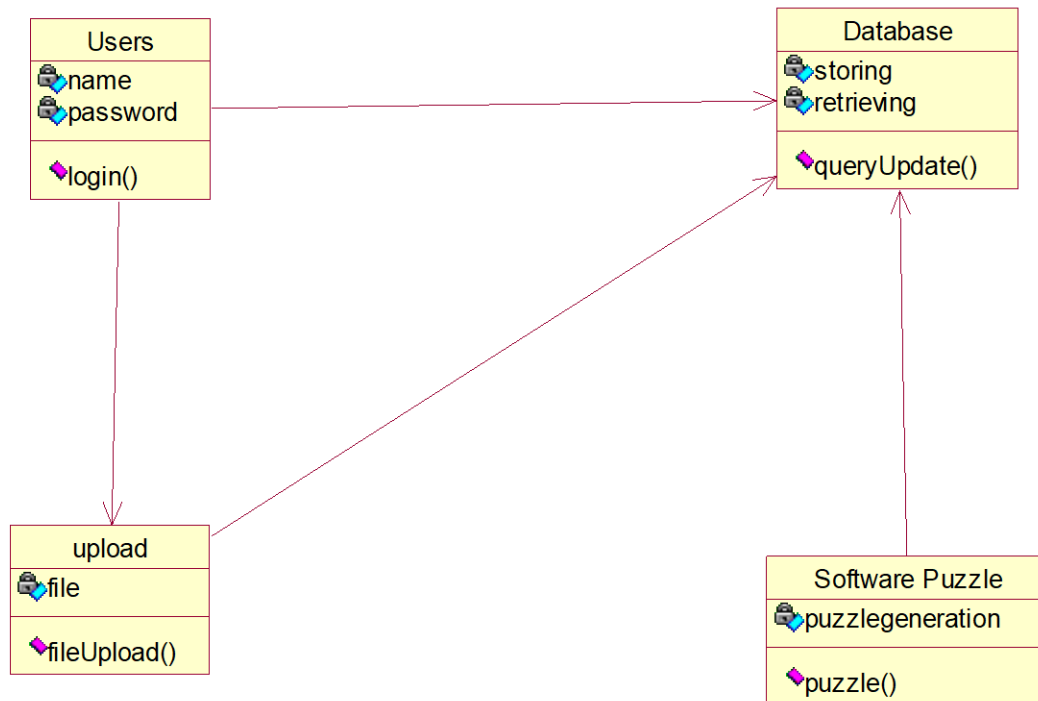 Users
name
password
login()
Database
storing
retrieving
queryUpdate()
upload
file
fileUpload()
Software Puzzle
puzzlegeneration
puzzle()